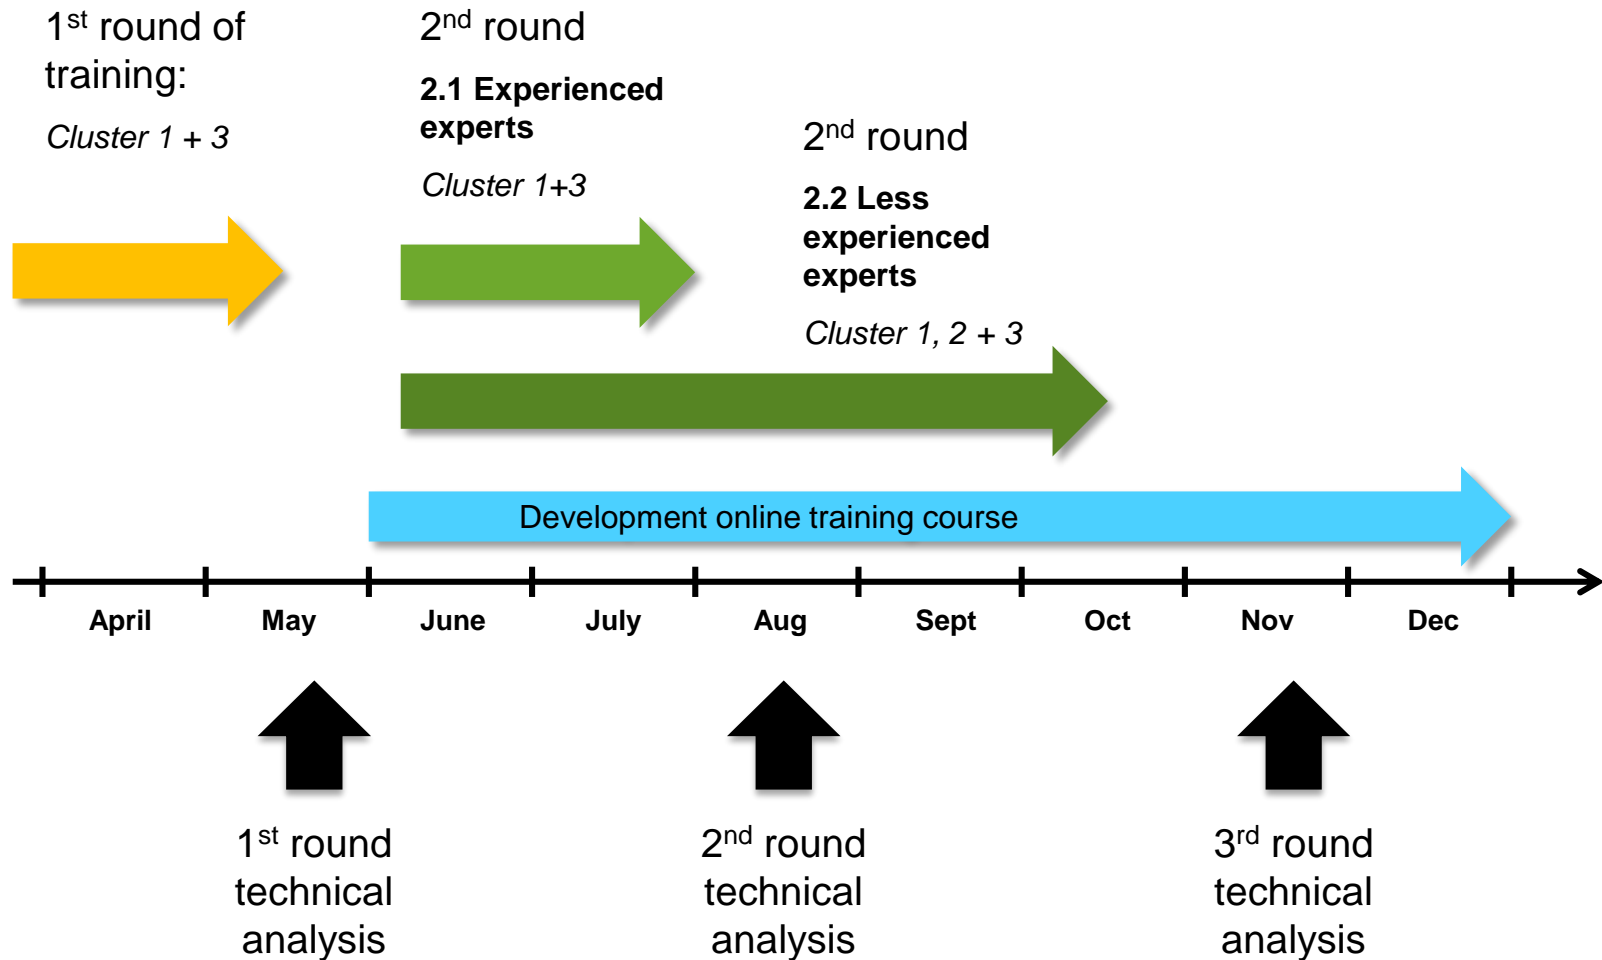 1st round of
training:
Cluster 1 + 3
2nd round
2.1 Experienced
experts
Cluster 1+3
2nd round
2.2 Less
experienced
experts
Cluster 1, 2 + 3
Development online training course
April May June July Aug Sept Oct Nov Dec
1st round
technical
analysis
2nd round
technical
analysis
3rd round
technical
analysis